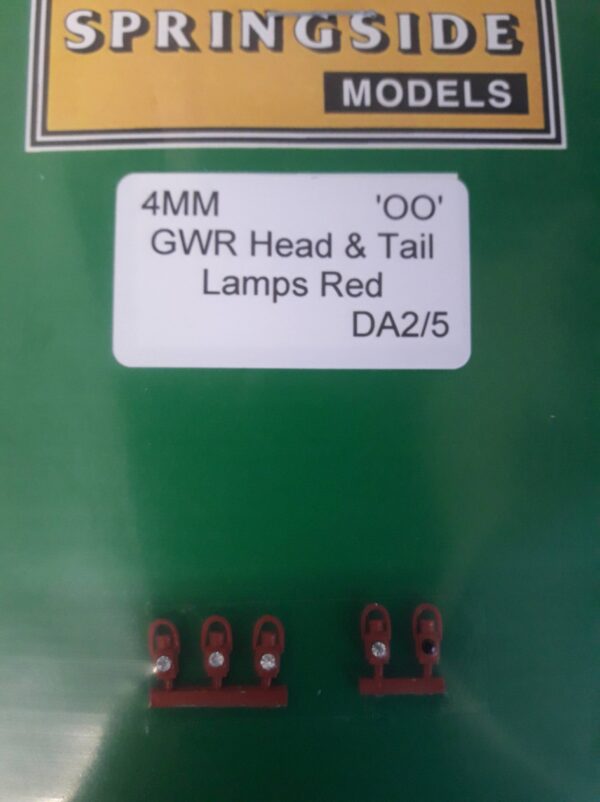 SPRINGSIDE
MODELS
4MM 'OO'
GWR Head & Tail
Lamps Red
DA2/5